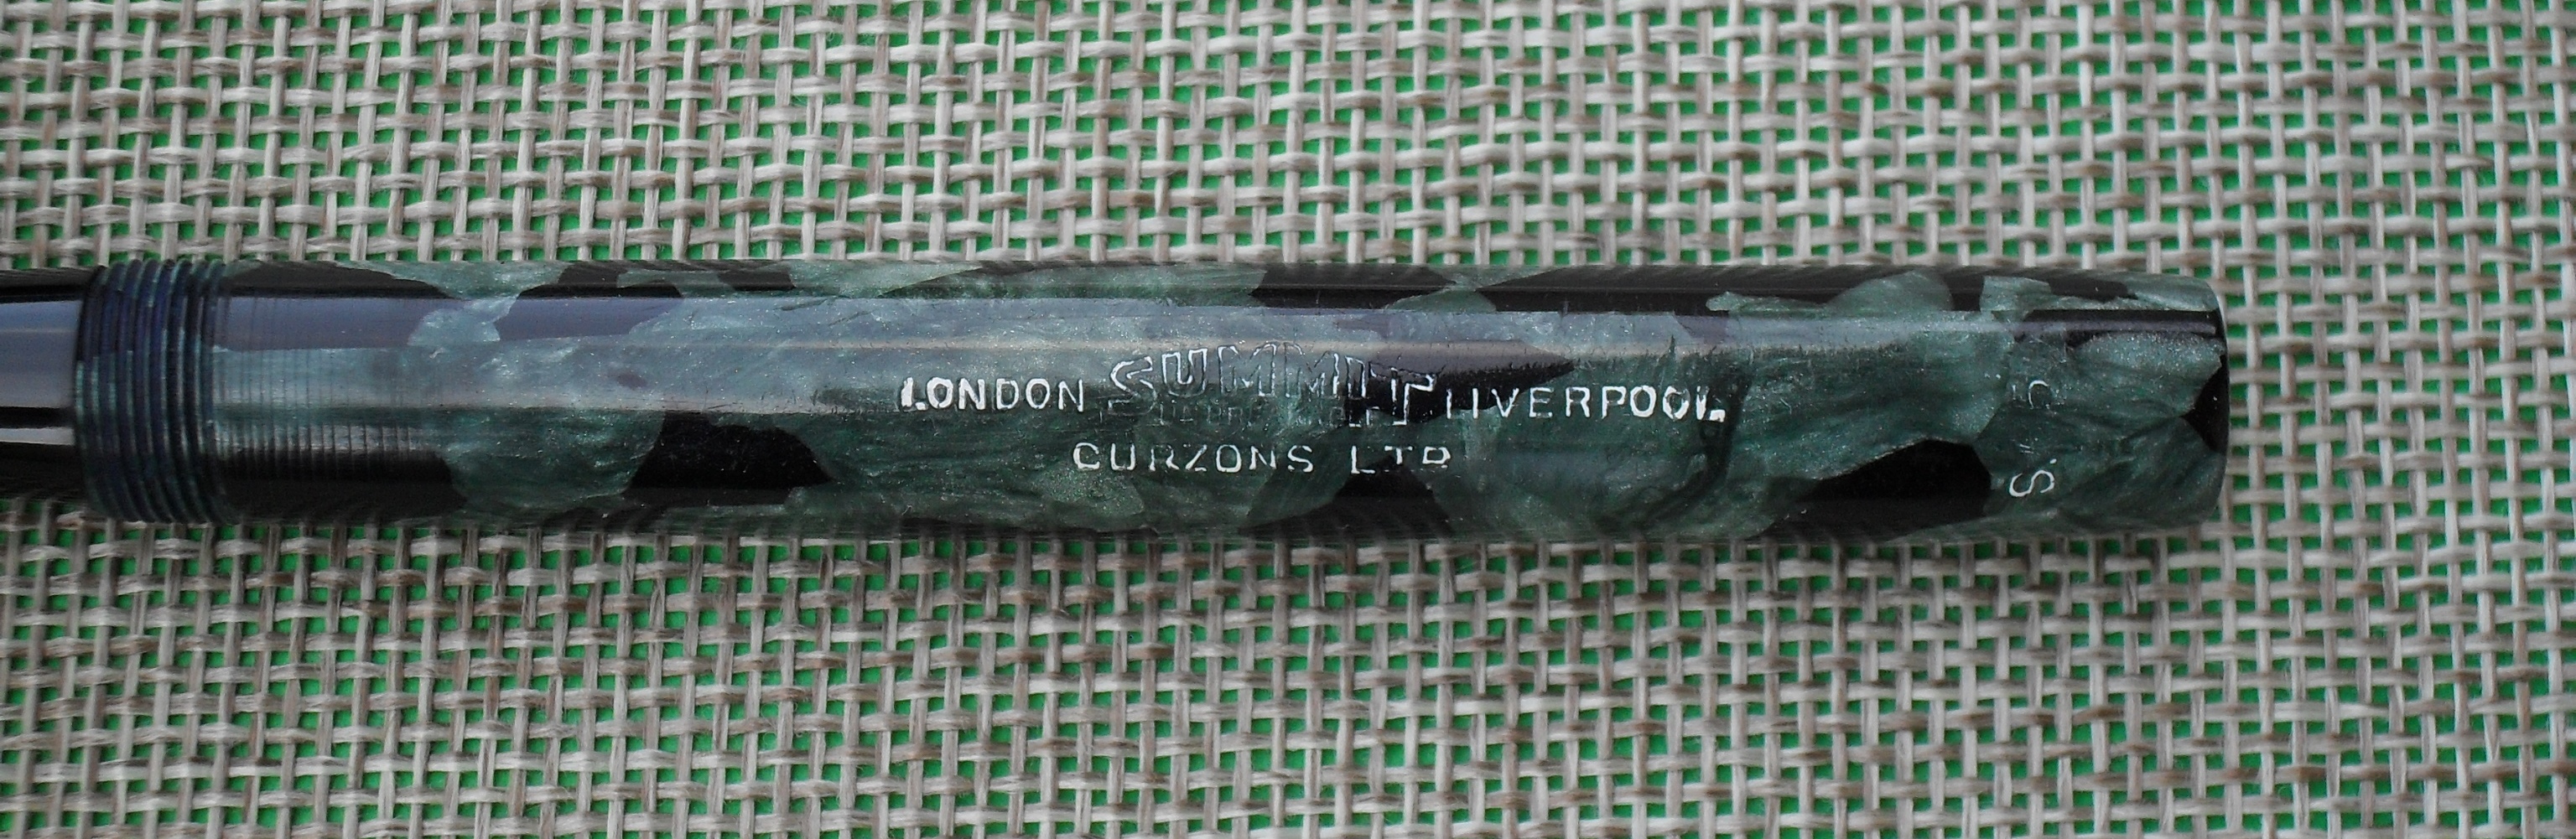 LONDON SUMMIT LIVERPOOL
CURZONS LTD
S.